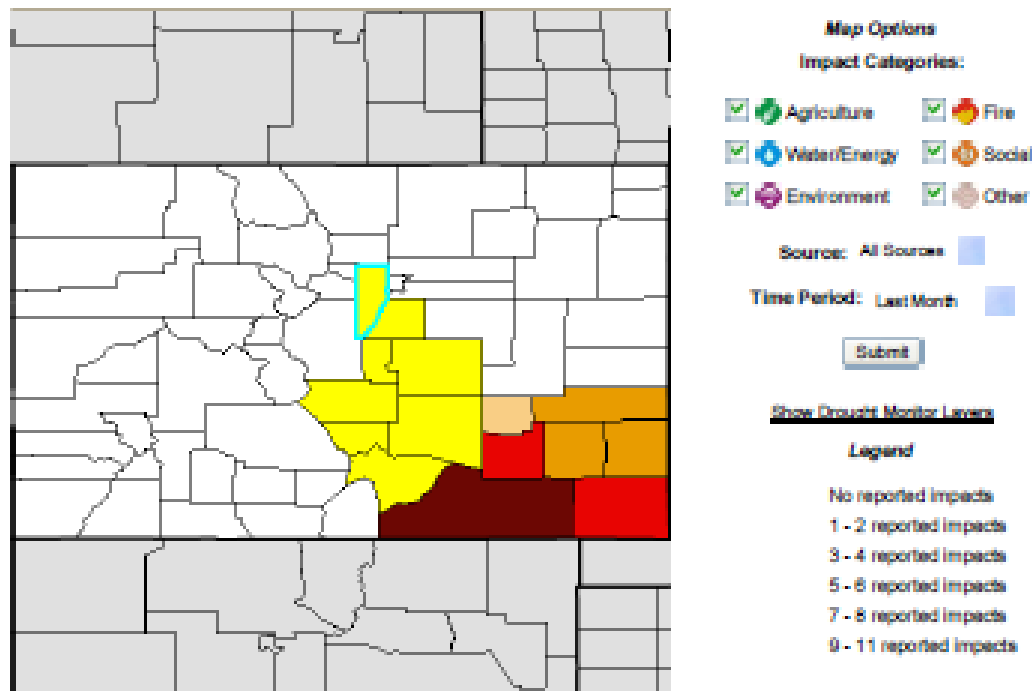 Map Options
Impact Categories:
Agriculture Fire
Water/Energy Social
Environment Other
Source: All Sources
Time Period: Last Month
Submit
Show Drought Monitor Layers
Legend
No reported impacts
1 - 2 reported impacts
3 - 4 reported impacts
5 - 6 reported impacts
7 - 8 reported impacts
9 - 11 reported impacts